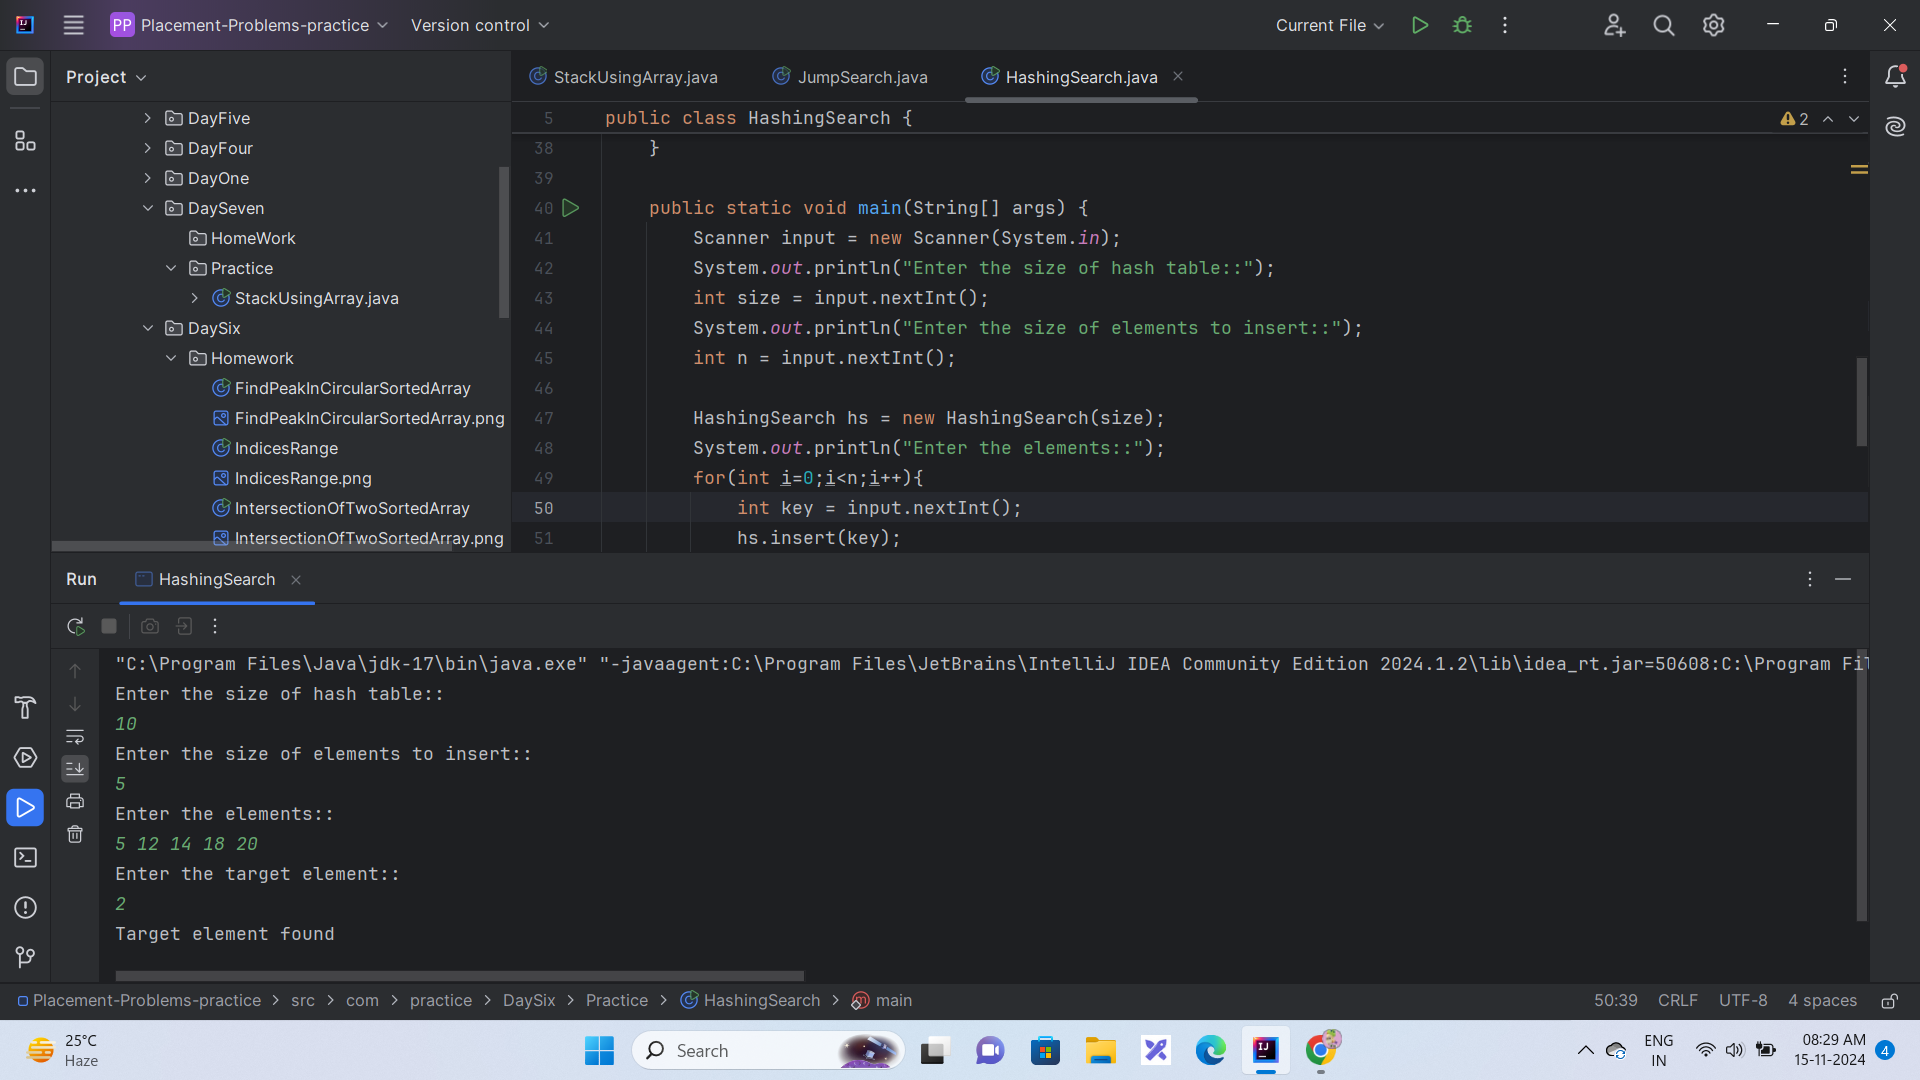 PP Placement-Problems-practice Version control Current File
Project StackUsingArray.java JumpSearch.java HashingSearch.java
DayFive
DayFour
DayOne
DaySeven
HomeWork
Practice
StackUsingArray.java
DaySix
Homework
FindPeakInCircularSortedArray
FindPeakInCircularSortedArray.png
IndicesRange
IndicesRange.png
IntersectionOfTwoSortedArray
IntersectionOfTwoSortedArray.png
5 public class HashingSearch { 2
38 }
39
40 public static void main(String[] args) {
41 Scanner input = new Scanner(System.in);
42 System.out.println("Enter the size of hash table::");
43 int size = input.nextInt();
44 System.out.println("Enter the size of elements to insert::");
45 int n = input.nextInt();
46
47 HashingSearch hs = new HashingSearch(size);
48 System.out.println("Enter the elements::");
49 for(int i=0;i<n;i++){
50 int key = input.nextInt();
51 hs.insert(key);
Run HashingSearch
"C:\Program Files\Java\jdk-17\bin\java.exe" "-javaagent:C:\Program Files\JetBrains\IntelliJ IDEA Community Edition 2024.1.2\lib\idea_rt.jar=50608:C:\Program Fil
Enter the size of hash table::
10
Enter the size of elements to insert::
5
Enter the elements::
5 12 14 18 20
Enter the target element::
2
Target element found
Placement-Problems-practice > src > com > practice > DaySix > Practice > HashingSearch > main 50:39 CRLF UTF-8 4 spaces
25°C
Haze
Search
ENG
IN
08:29 AM
15-11-2024
4